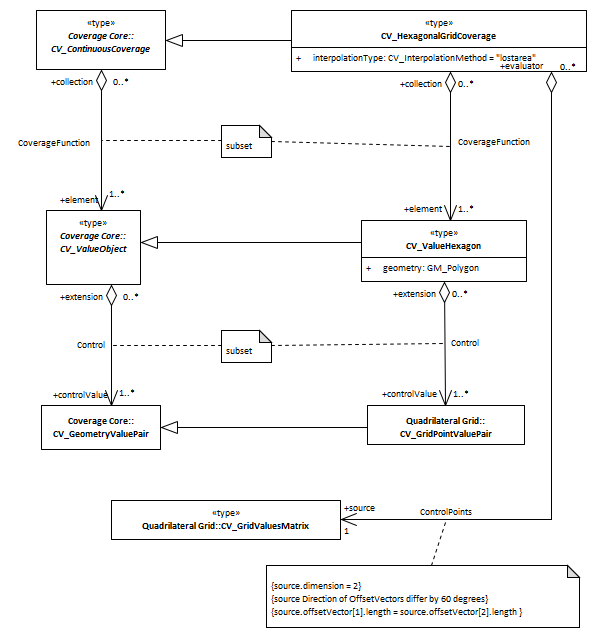 «type»
Coverage Core::
CV_ContinuousCoverage
«type»
CV_HexagonalGridCoverage
+ interpolationType: CV_InterpolationMethod = "lostarea"
+evaluator 0..*
+collection 0..*
+collection 0..*
CoverageFunction
subset
CoverageFunction
+element 1..*
+element 1..*
«type»
Coverage Core::
CV_ValueObject
«type»
CV_ValueHexagon
+ geometry: GM_Polygon
+extension 0..*
+extension 0..*
Control
subset
Control
+controlValue 1..*
+controlValue 1..*
Coverage Core::
CV_GeometryValuePair
Quadrilateral Grid::
CV_GridPointValuePair
«type»
Quadrilateral Grid::CV_GridValuesMatrix
+source
1
ControlPoints
{source.dimension = 2}
{source Direction of OffsetVectors differ by 60 degrees}
{source.offsetVector[1].length = source.offsetVector[2].length }